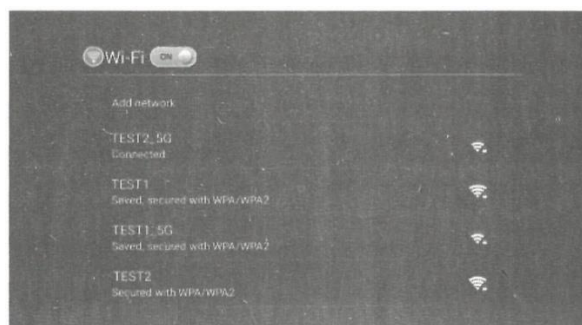 Wi-Fi ON
Add network
TEST2_5G
Connected
TEST1
Saved, secured with WPA/WPA2
TEST1_5G
Saved, secured with WPA/WPA2
TEST2
Secured with WPA/WPA2